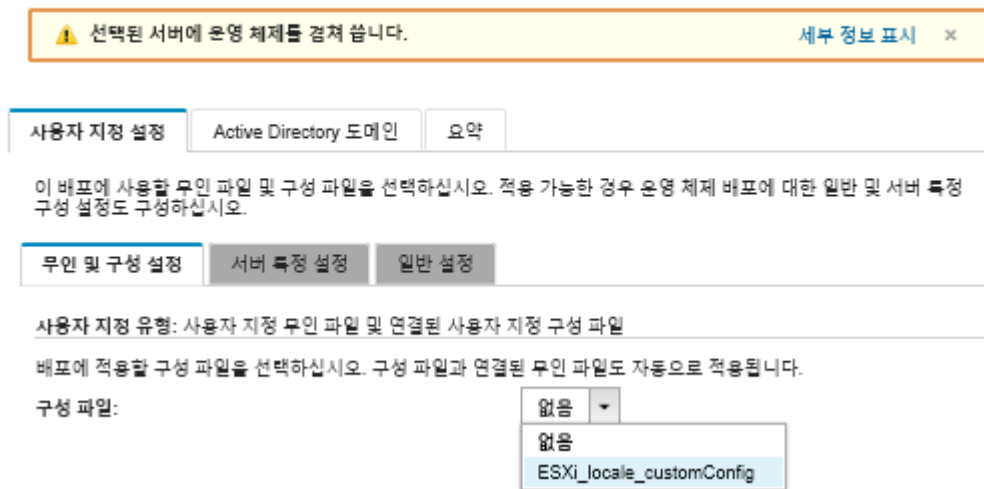 선택된 서버에 운영 체제를 겹쳐 씁니다. 세부 정보 표시 ×
사용자 지정 설정 Active Directory 도메인 요약
이 배포에 사용할 무인 파일 및 구성 파일을 선택하십시오. 적용 가능한 경우 운영 체제 배포에 대한 일반 및 서버 특정
구성 설정도 구성하십시오.
무인 및 구성 설정 서버 특정 설정 일반 설정
사용자 지정 유형: 사용자 지정 무인 파일 및 연결된 사용자 지정 구성 파일
배포에 적용할 구성 파일을 선택하십시오. 구성 파일과 연결된 무인 파일도 자동으로 적용됩니다.
구성 파일: 없음
없음
ESXi_locale_customConfig